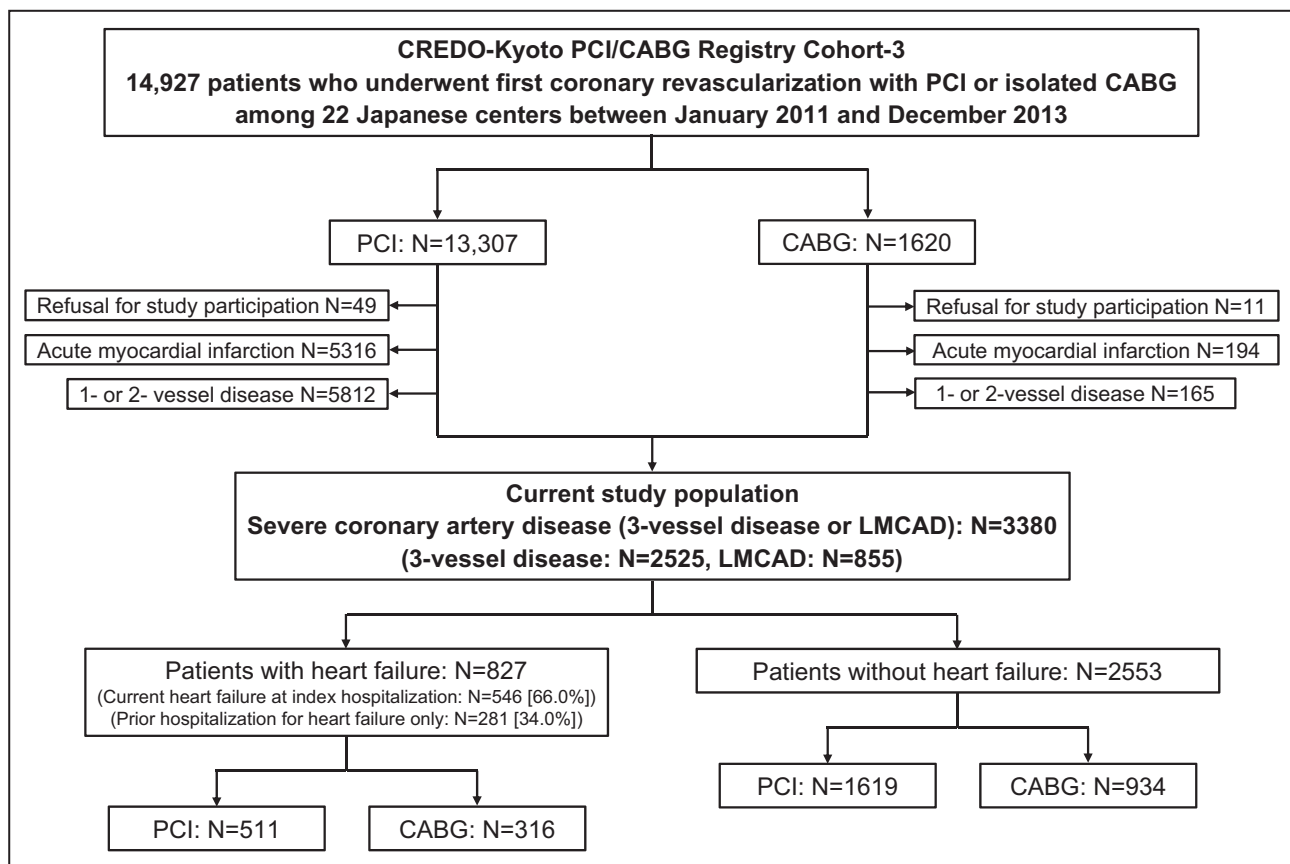 CREDO-Kyoto PCI/CABG Registry Cohort-3
14,927 patients who underwent first coronary revascularization with PCI or isolated CABG
among 22 Japanese centers between January 2011 and December 2013
PCI: N=13,307
CABG: N=1620
Refusal for study participation N=49
Refusal for study participation N=11
Acute myocardial infarction N=5316
Acute myocardial infarction N=194
1- or 2- vessel disease N=5812
1- or 2-vessel disease N=165
Current study population
Severe coronary artery disease (3-vessel disease or LMCAD): N=3380
(3-vessel disease: N=2525, LMCAD: N=855)
Patients with heart failure: N=827
(Current heart failure at index hospitalization: N=546 [66.0%])
(Prior hospitalization for heart failure only: N=281 [34.0%])
Patients without heart failure: N=2553
PCI: N=511
CABG: N=316
PCI: N=1619
CABG: N=934